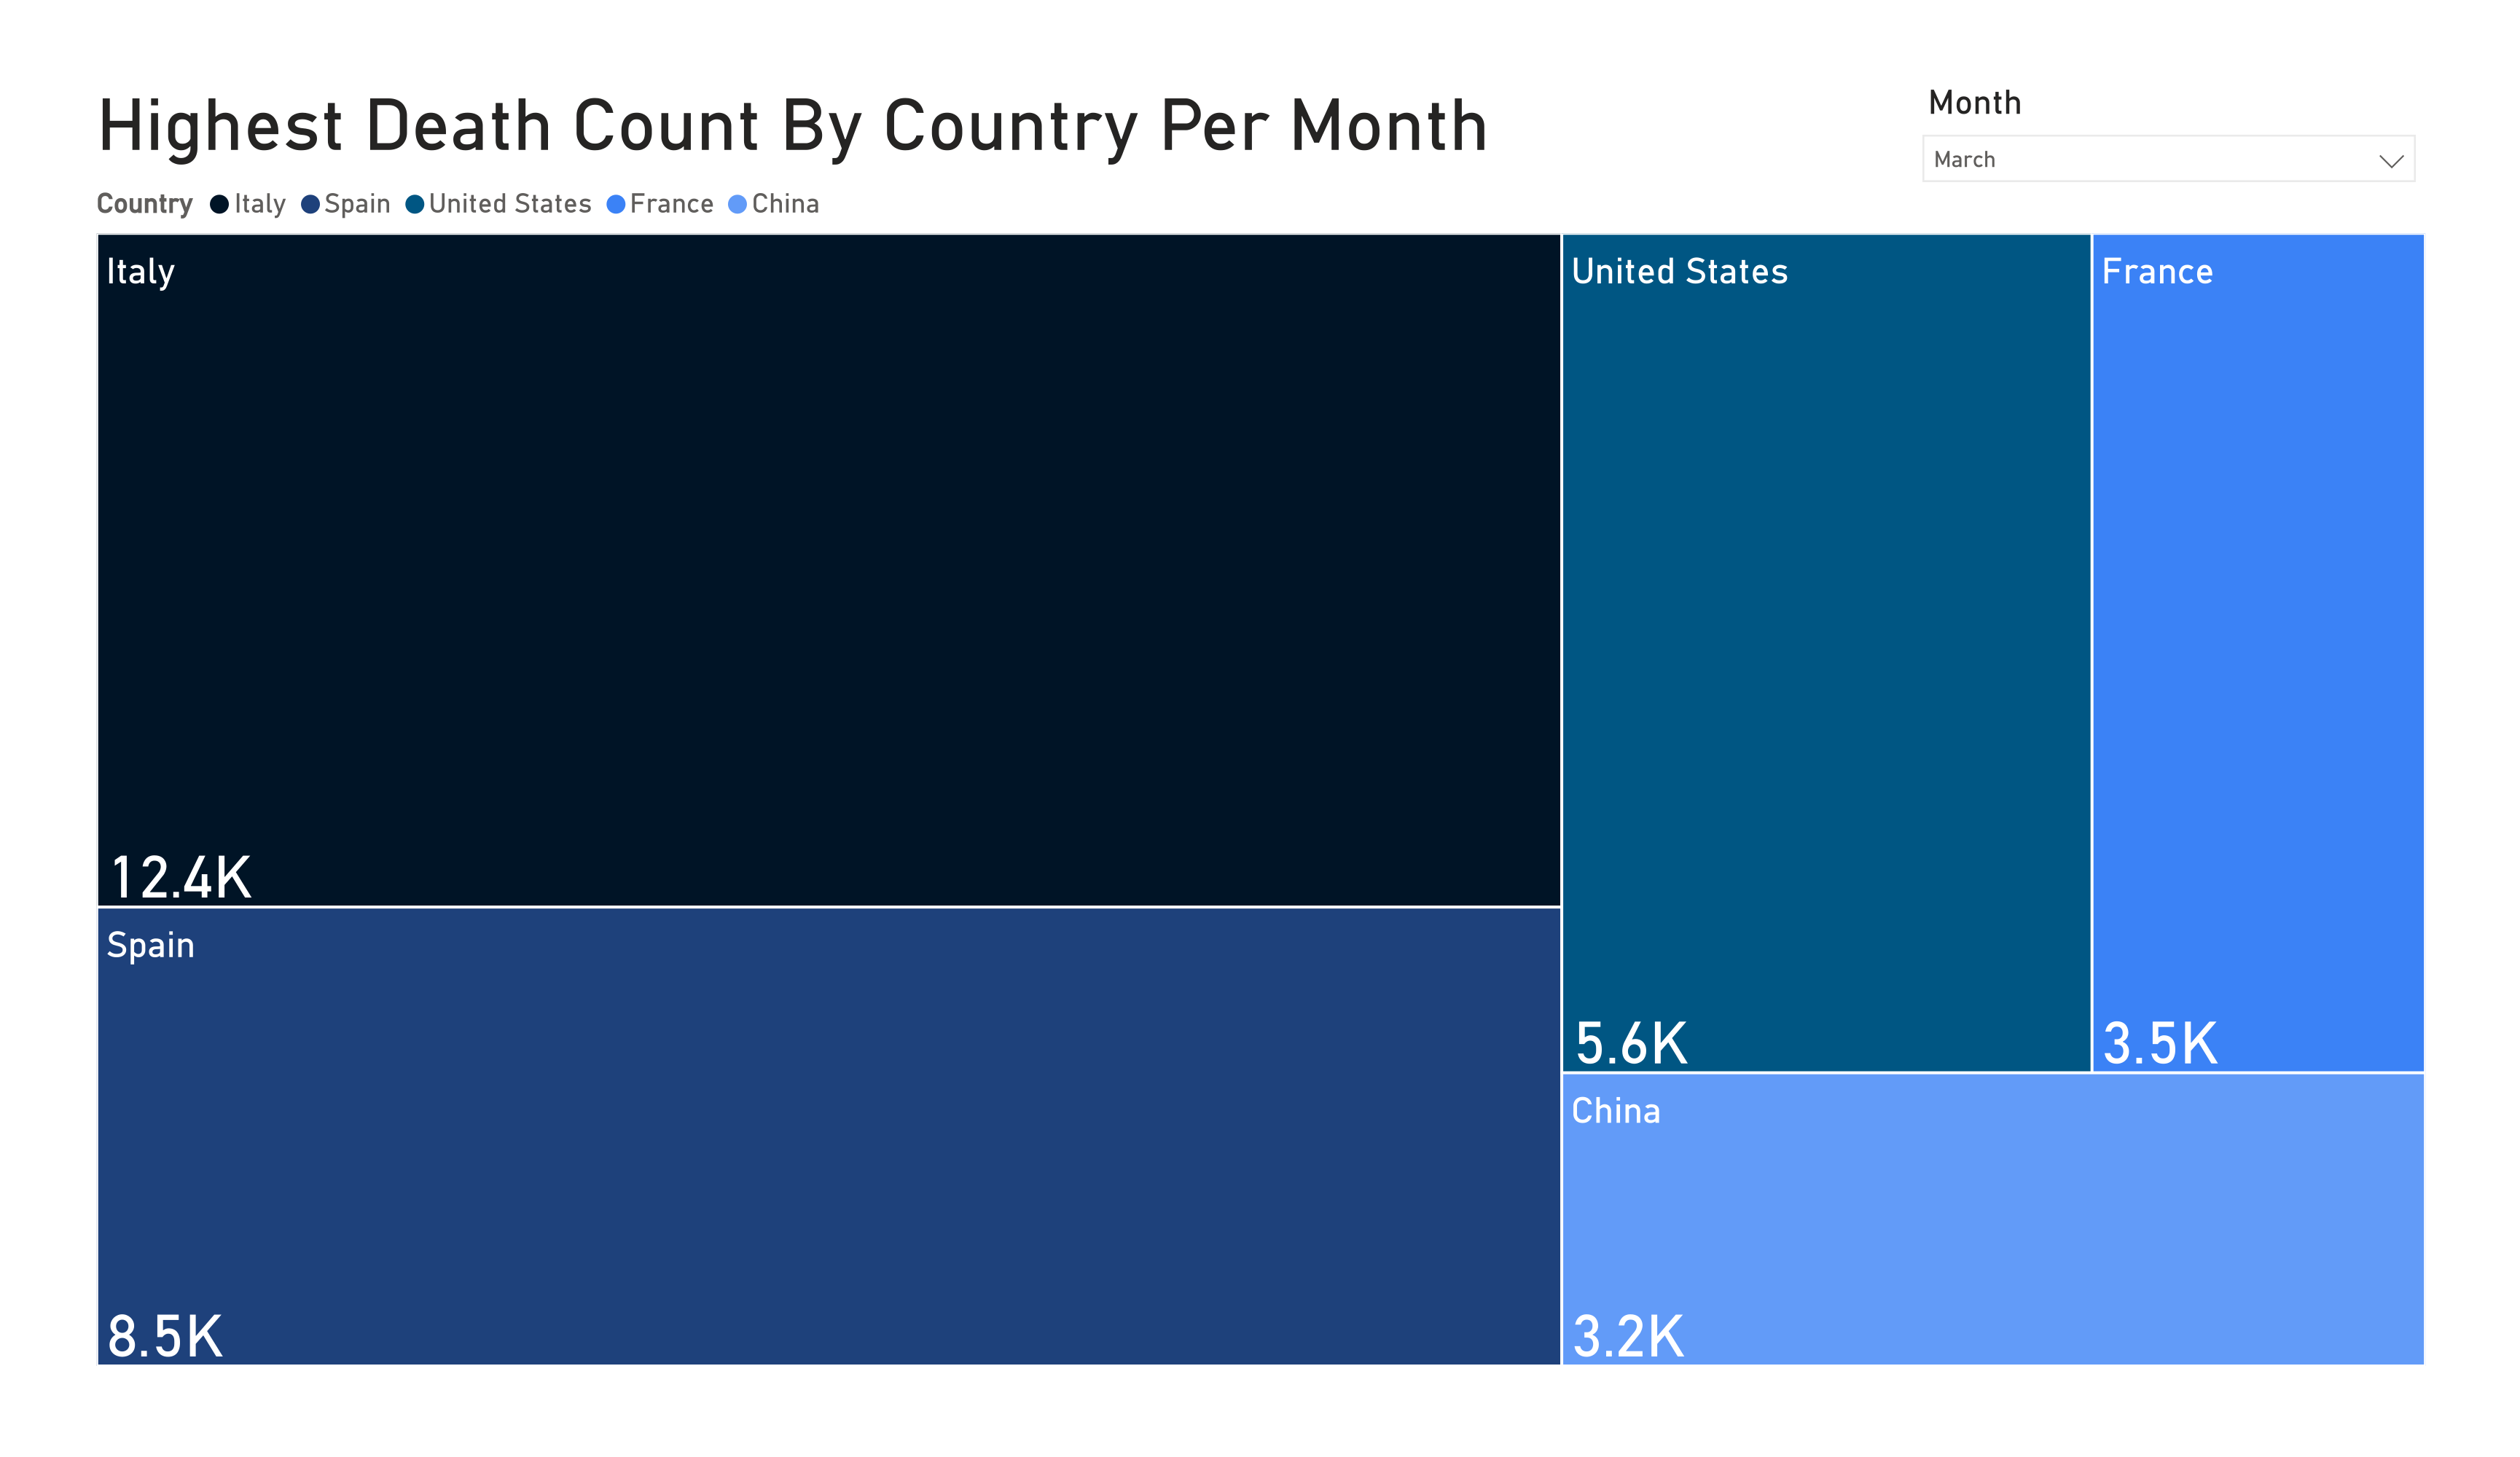 Highest Death Count By Country Per Month
Month
March
Country Italy Spain United States France China
Italy
12.4K
Spain
8.5K
United States
5.6K
France
3.5K
China
3.2K